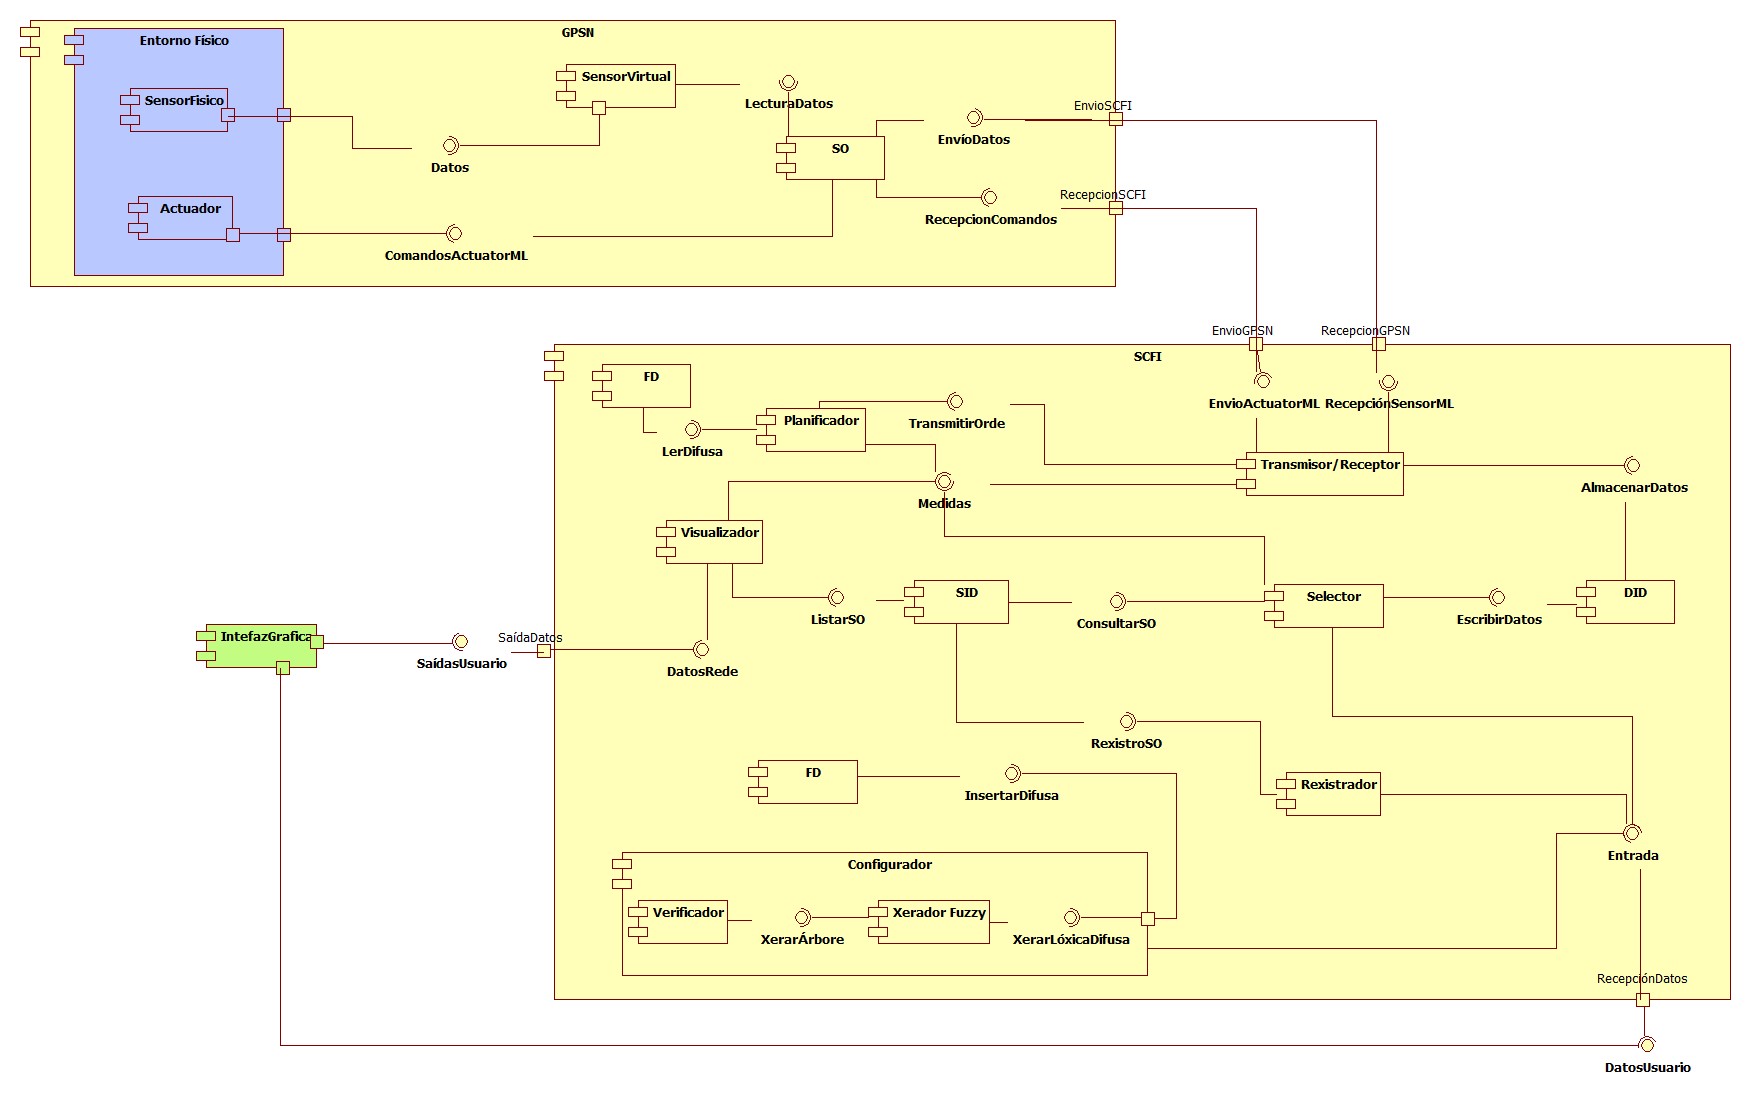 GPSN
Entorno Físico
SensorFisico
SensorVirtual
LecturaDatos
EnvioSCFI
Datos
SO
EnvíoDatos
RecepcionSCFI
Actuador
RecepcionComandos
ComandosActuatorML
EnvioGPSN
RecepcionGPSN
SCFI
FD
EnvioActuatorML
RecepciónSensorML
Planificador
TransmitirOrde
LerDifusa
Transmisor/Receptor
AlmacenarDatos
Medidas
Visualizador
ListarSO
SID
ConsultarSO
Selector
EscribirDatos
DID
IntefazGrafica
SaídasUsuario
SaídaDatos
DatosRede
RexistroSO
FD
InsertarDifusa
Rexistrador
Entrada
Configurador
Verificador
XerarÁrbore
Xerador Fuzzy
XerarLóxicaDifusa
RecepciónDatos
DatosUsuario